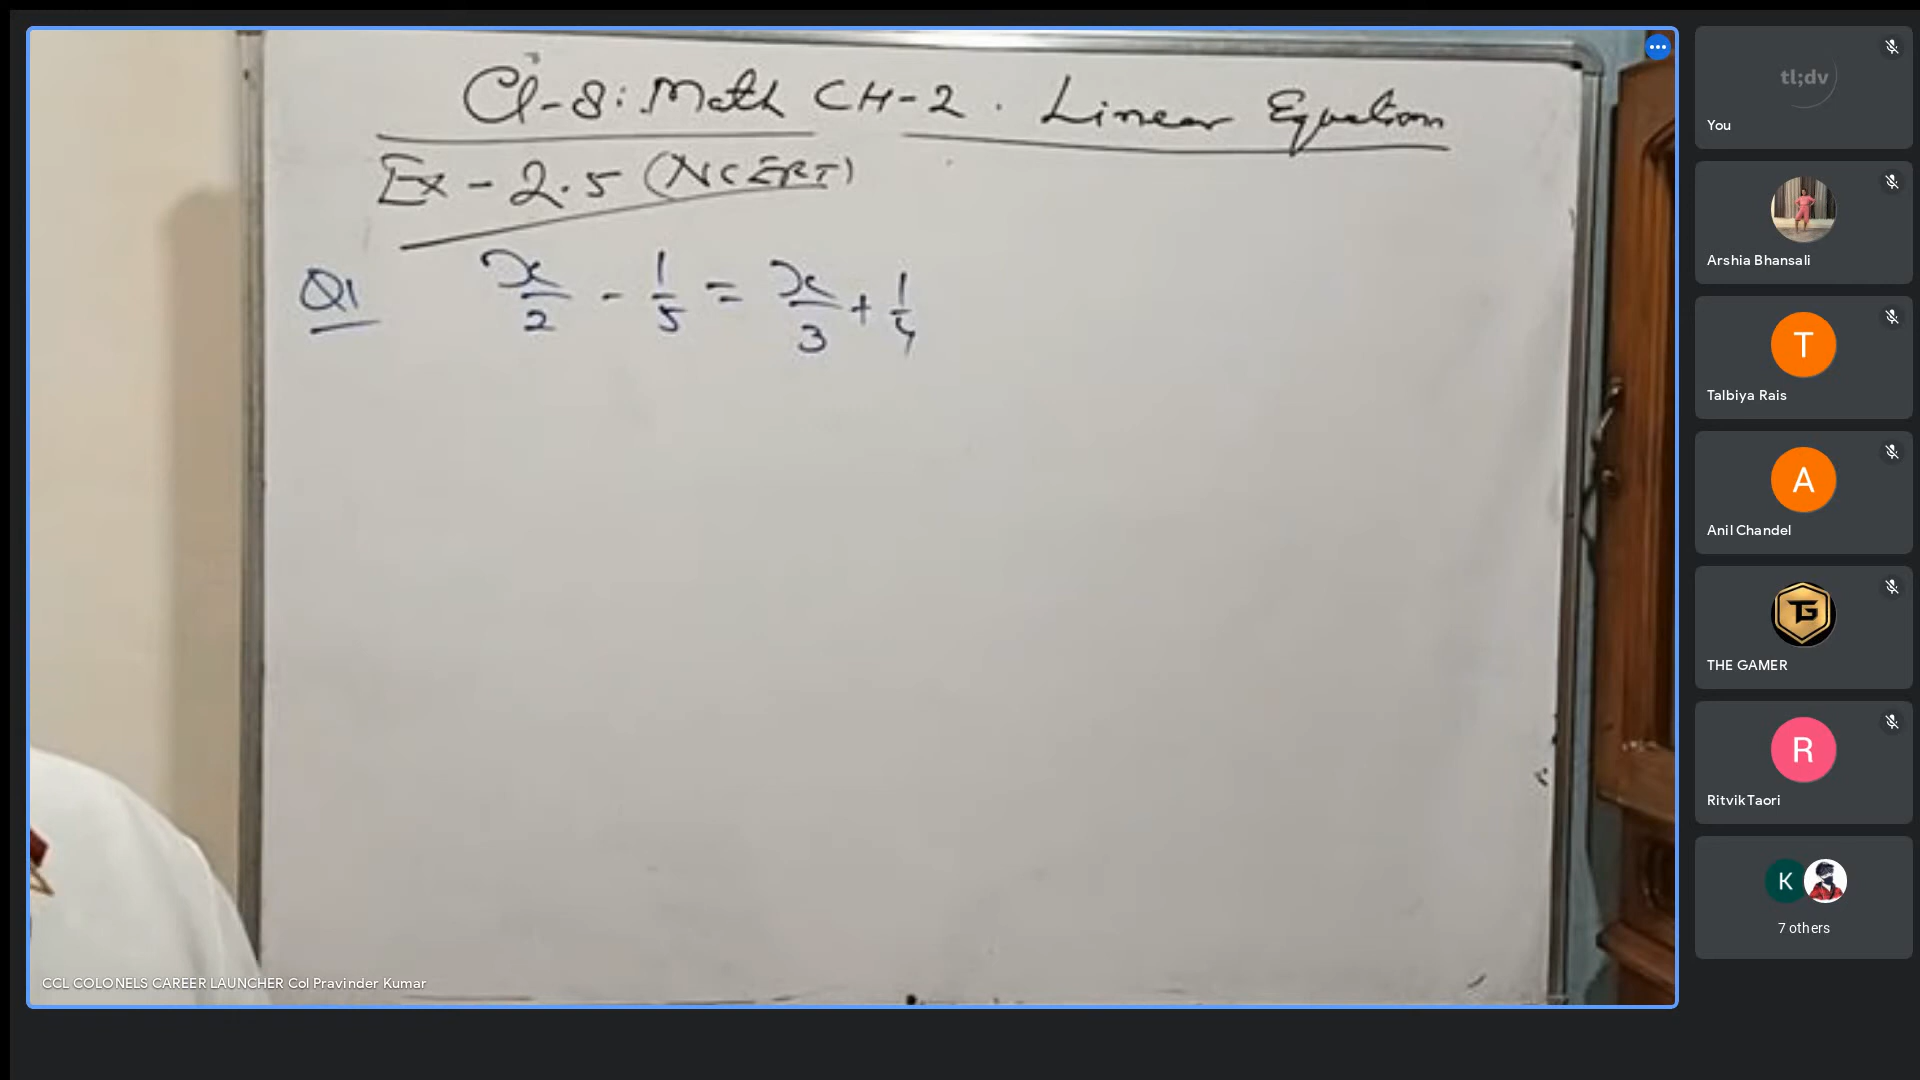 Cl-8: Math CH-2. Linear Equation
Ex-2.5 (NCERT)
Q1 x/2 - 1/5 = x/3 + 1/4
CCL COLONELS CAREER LAUNCHER Col Pravinder Kumar
tl;dv
You
Arshia Bhansali
T
Talbiya Rais
A
Anil Chandel
TG
THE GAMER
R
Ritvik Taori
K
7 others